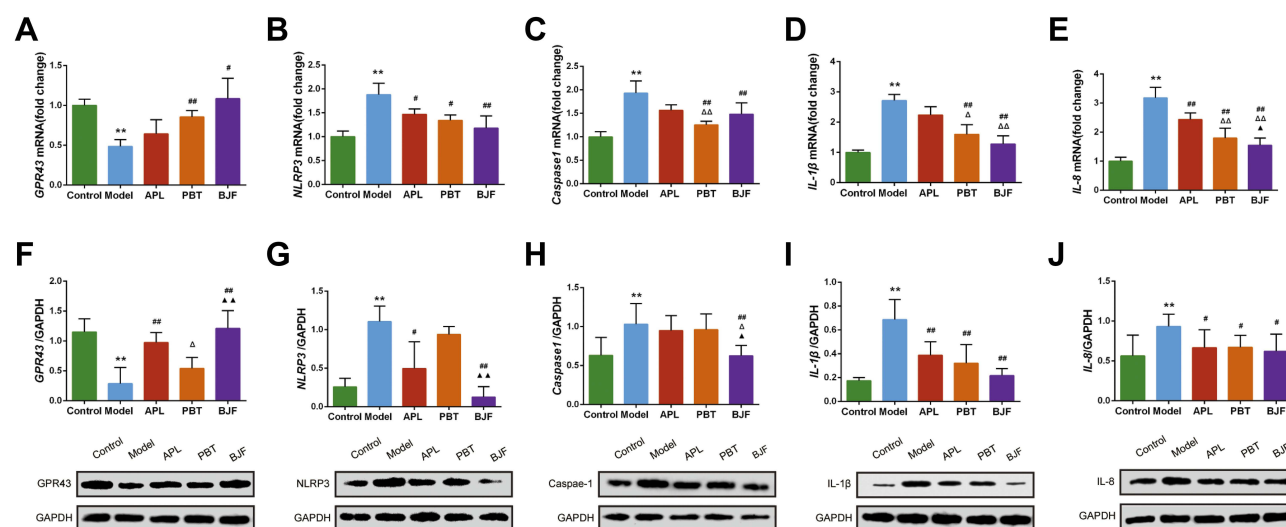 A
GPR43 mRNA(fold change)
1.5
1.0
0.5
0.0
**
##
#
Control Model APL PBT BJF
B
NLRP3 mRNA(fold change)
2.5
2.0
1.5
1.0
0.5
0.0
**
#
#
##
Control Model APL PBT BJF
C
Caspase1 mRNA(fold change)
2.5
2.0
1.5
1.0
0.5
0.0
**
##
ΔΔ
#
Control Model APL PBT BJF
D
IL-1β mRNA(fold change)
4
3
2
1
0
**
##
Δ
##
ΔΔ
Control Model APL PBT BJF
E
IL-8 mRNA(fold change)
4
3
2
1
0
**
##
##
ΔΔ
##
ΔΔ
▲
Control Model APL PBT BJF
F
GPR43 /GAPDH
2.0
1.5
1.0
0.5
0.0
**
##
Δ
##
▲▲
Control Model APL PBT BJF
Control Model APL PBT BJF
GPR43
GAPDH
G
NLRP3 /GAPDH
1.5
1.0
0.5
0.0
**
#
##
▲▲
Control Model APL PBT BJF
Control Model APL PBT BJF
NLRP3
GAPDH
H
Caspase1 /GAPDH
2.0
1.5
1.0
0.5
0.0
**
##
Δ
▲
Control Model APL PBT BJF
Control Model APL PBT BJF
Caspae-1
GAPDH
I
IL-1β /GAPDH
1.0
0.8
0.6
0.4
0.2
0.0
**
##
##
##
Control Model APL PBT BJF
Control Model APL PBT BJF
IL-1β
GAPDH
J
IL-8/GAPDH
1.5
1.0
0.5
0.0
**
#
#
#
Control Model APL PBT BJF
Control Model APL PBT BJF
IL-8
GAPDH